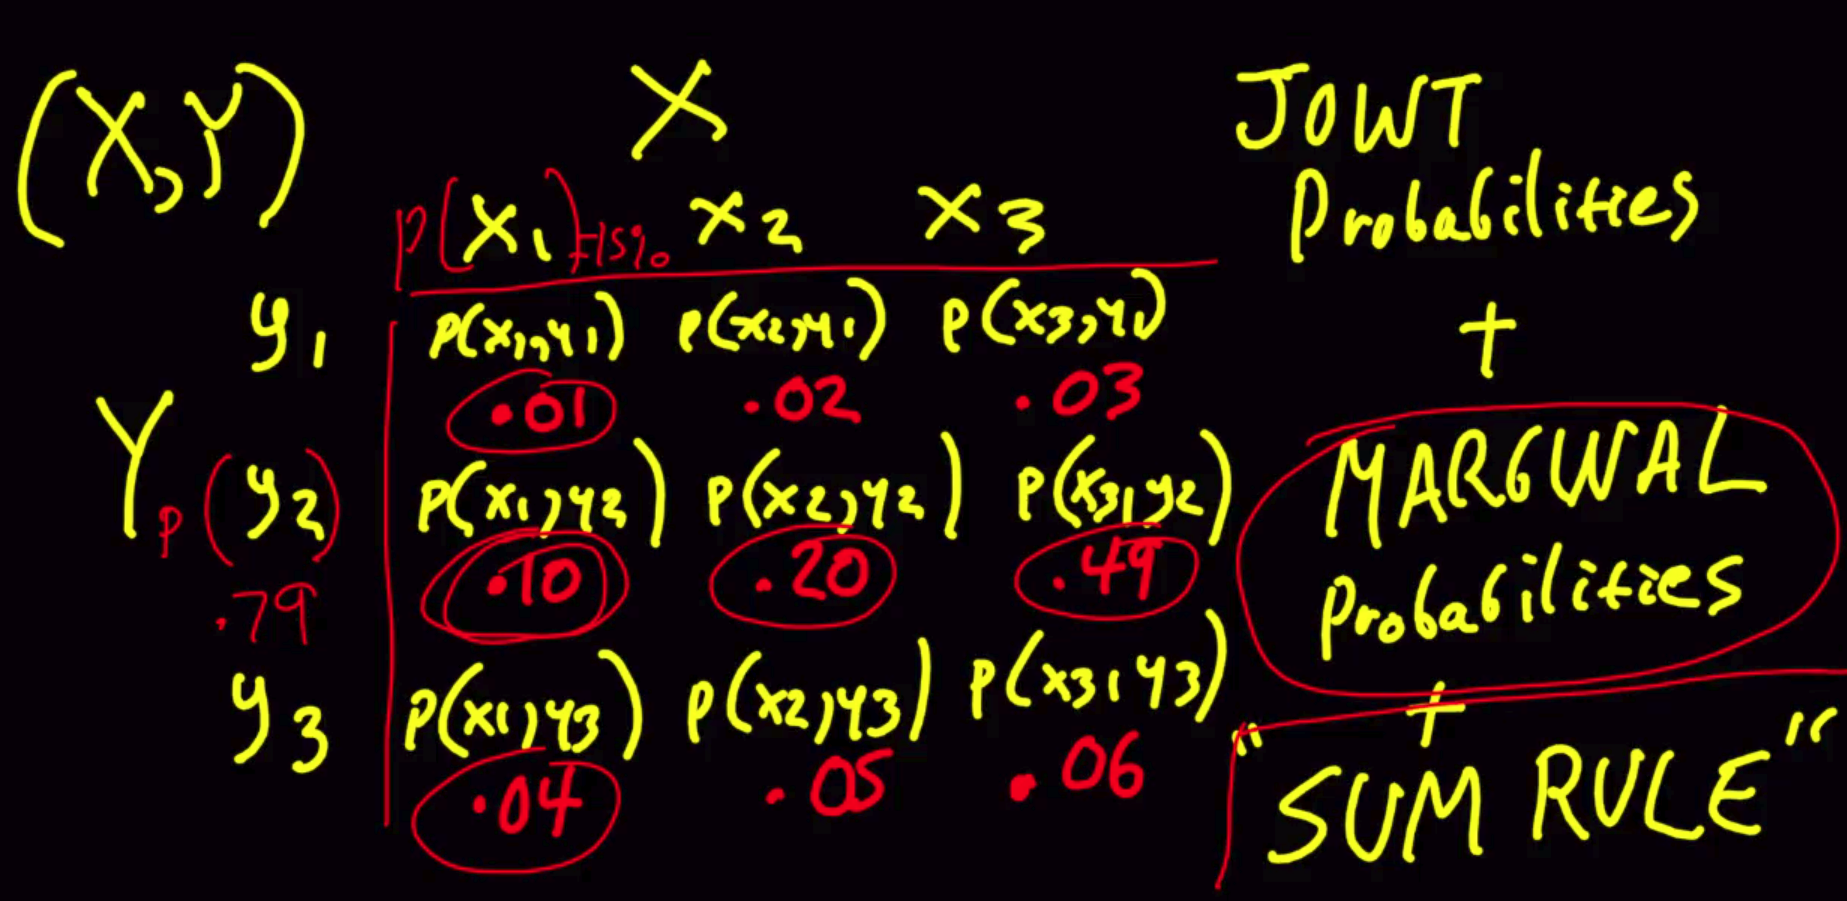 (X,Y) X JOINT
p(x1)=15% x2 x3 Probabilities
y1 p(x1,y1) p(x2,y1) p(x3,y1) +
.01 .02 .03
Y p(y2) p(x1,y2) p(x2,y2) p(x3,y2) MARGINAL
.79 .10 .20 .49 Probabilities
y3 p(x1,y3) p(x2,y3) p(x3,y3) +
.04 .05 .06 "SUM RULE"